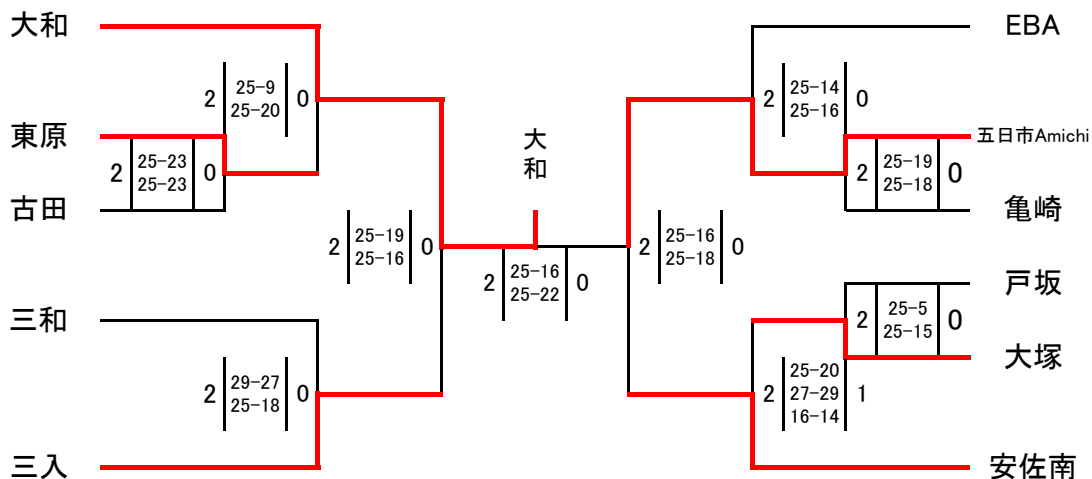 大和
東原
古田
三和
三入
2 25-9 0
25-20
2 25-23 0
25-23
2 29-27 0
25-18
2 25-19 0
25-16
大和
2 25-16 0
25-22
2 25-16 0
25-18
2 25-14 0
25-16
2 25-19 0
25-18
2 25-5 0
25-15
2 25-20 1
27-29
16-14
EBA
五日市Amichi
亀崎
戸坂
大塚
安佐南